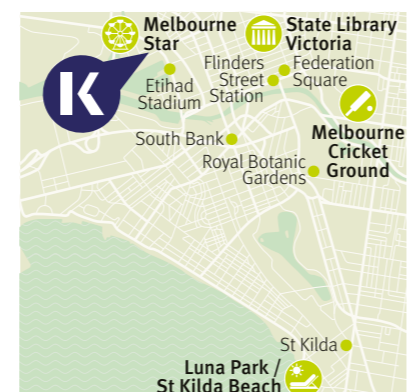 Melbourne
Star
State Library
Victoria
Flinders
Street
Station
Federation
Square
Etihad
Stadium
K
South Bank
Melbourne
Cricket
Ground
Royal Botanic
Gardens
St Kilda
Luna Park /
St Kilda Beach